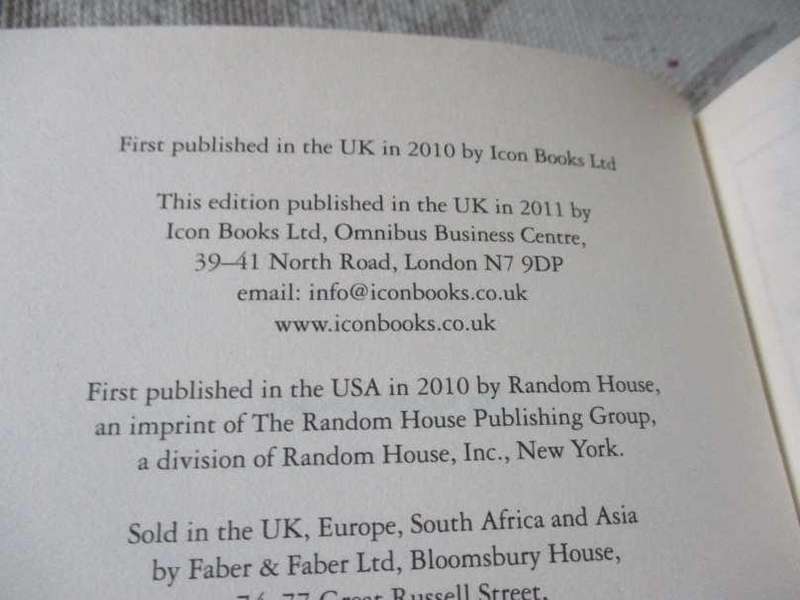 First published in the UK in 2010 by Icon Books Ltd
This edition published in the UK in 2011 by
Icon Books Ltd, Omnibus Business Centre,
39–41 North Road, London N7 9DP
email: info@iconbooks.co.uk
www.iconbooks.co.uk
First published in the USA in 2010 by Random House,
an imprint of The Random House Publishing Group,
a division of Random House, Inc., New York.
Sold in the UK, Europe, South Africa and Asia
by Faber & Faber Ltd, Bloomsbury House,
74–77 Great Russell Street,